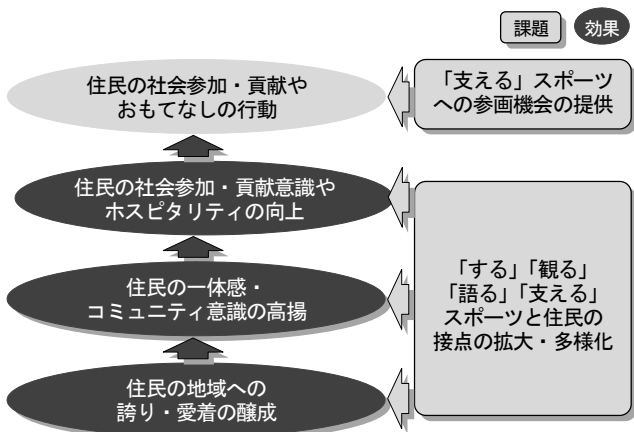 課題
効果
住民の社会参加・貢献や
おもてなしの行動
「支える」スポーツ
への参画機会の提供
住民の社会参加・貢献意識や
ホスピタリティの向上
住民の一体感・
コミュニティ意識の高揚
住民の地域への
誇り・愛着の醸成
「する」「観る」
「語る」「支える」
スポーツと住民の
接点の拡大・多様化